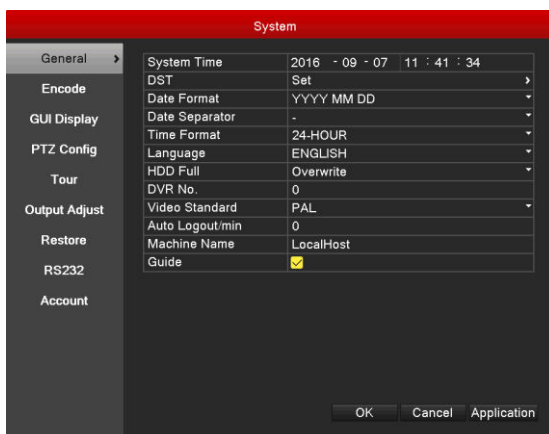 System
General
Encode
GUI Display
PTZ Config
Tour
Output Adjust
Restore
RS232
Account
System Time 2016 - 09 - 07 11 : 41 : 34
DST Set
Date Format YYYY MM DD
Date Separator -
Time Format 24-HOUR
Language ENGLISH
HDD Full Overwrite
DVR No. 0
Video Standard PAL
Auto Logout/min 0
Machine Name LocalHost
Guide
OK Cancel Application